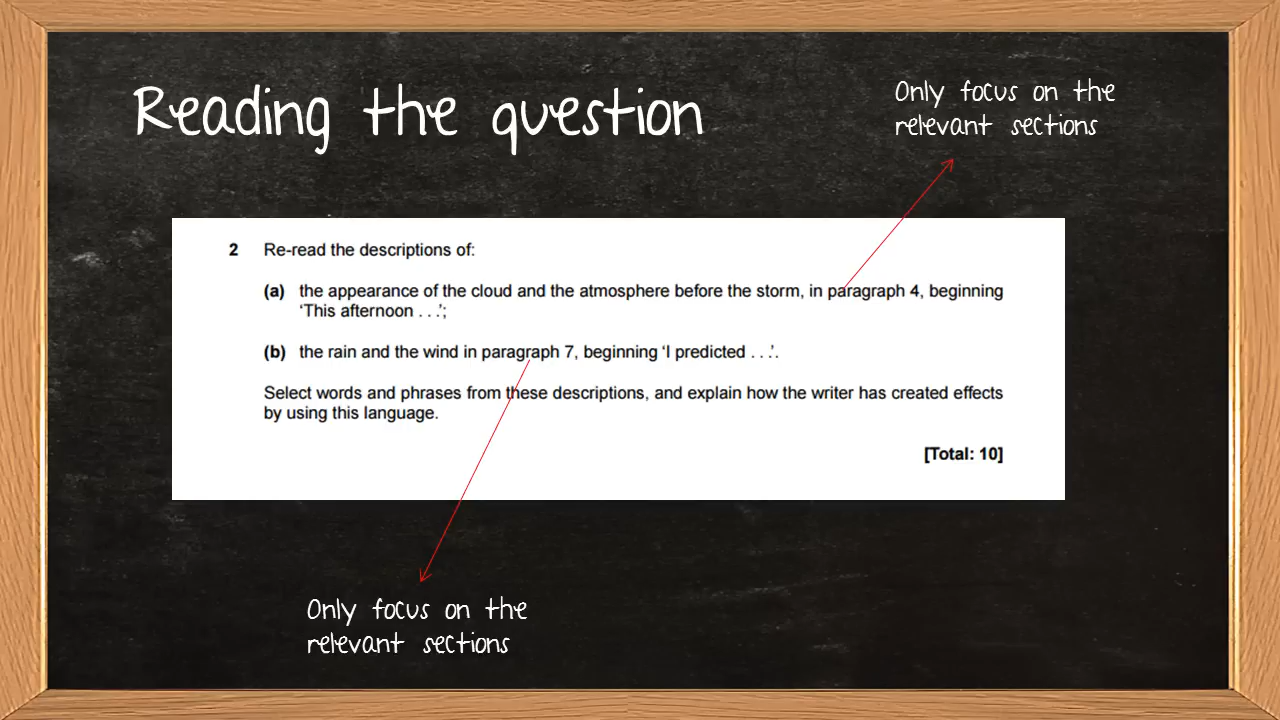 Reading the question
Only focus on the
relevant sections
2 Re-read the descriptions of:
(a) the appearance of the cloud and the atmosphere before the storm, in paragraph 4, beginning
‘This afternoon . . .’;
(b) the rain and the wind in paragraph 7, beginning ‘I predicted . . .’.
Select words and phrases from these descriptions, and explain how the writer has created effects
by using this language.
[Total: 10]
Only focus on the
relevant sections